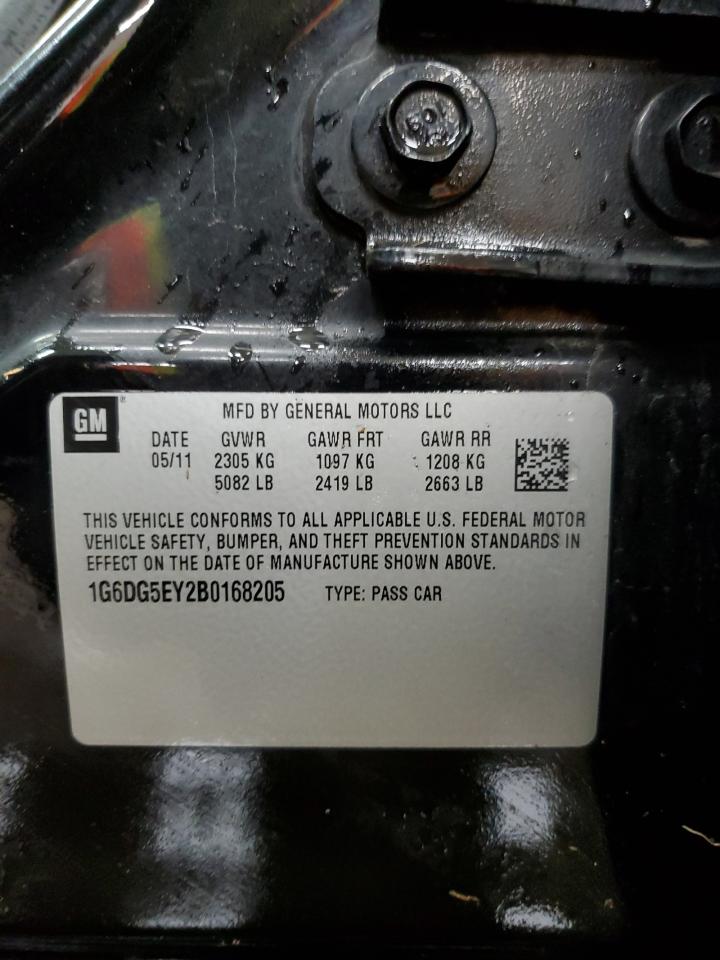 GM
MFD BY GENERAL MOTORS LLC
DATE GVWR GAWR FRT GAWR RR
05/11 2305 KG 1097 KG 1208 KG
5082 LB 2419 LB 2663 LB
THIS VEHICLE CONFORMS TO ALL APPLICABLE U.S. FEDERAL MOTOR
VEHICLE SAFETY, BUMPER, AND THEFT PREVENTION STANDARDS IN
EFFECT ON THE DATE OF MANUFACTURE SHOWN ABOVE.
1G6DG5EY2B0168205 TYPE: PASS CAR